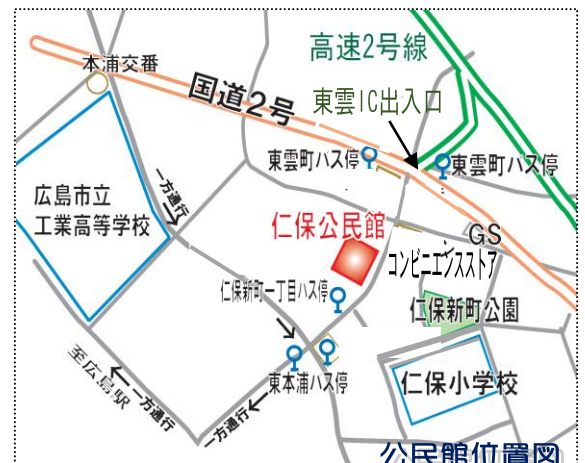 高速2号線
本浦交番
国道2号
東雲IC出入口
東雲町バス停
東雲町バス停
広島市立
工業高等学校
一方通行
仁保公民館
GS
コンビニエンスストア
仁保新町一丁目バス停
仁保新町公園
至広島駅
一方通行
東本浦バス停
一方通行
仁保小学校
公民館位置図